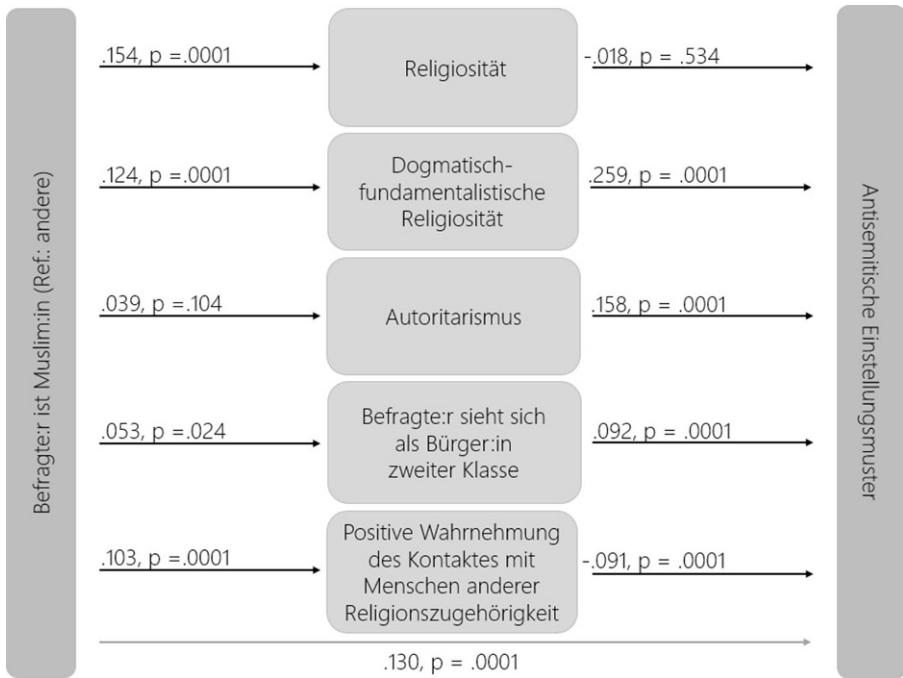 Befragte:r ist Muslim:in (Ref.: andere)
.154, p =.0001
Religiosität
-.018, p = .534
.124, p =.0001
Dogmatisch-
fundamentalistische
Religiosität
.259, p = .0001
.039, p =.104
Autoritarismus
.158, p = .0001
.053, p =.024
Befragte:r sieht sich
als Bürger:in
zweiter Klasse
.092, p = .0001
.103, p =.0001
Positive Wahrnehmung
des Kontaktes mit
Menschen anderer
Religionszugehörigkeit
-.091, p = .0001
.130, p = .0001
Antisemitische Einstellungsmuster